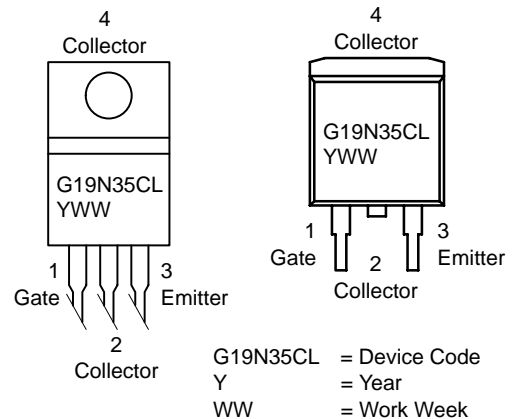 4
Collector
G19N35CL
YWW
1
Gate
3
Emitter
2
Collector
4
Collector
G19N35CL
YWW
1
Gate
2
Collector
3
Emitter
G19N35CL = Device Code
Y = Year
WW = Work Week